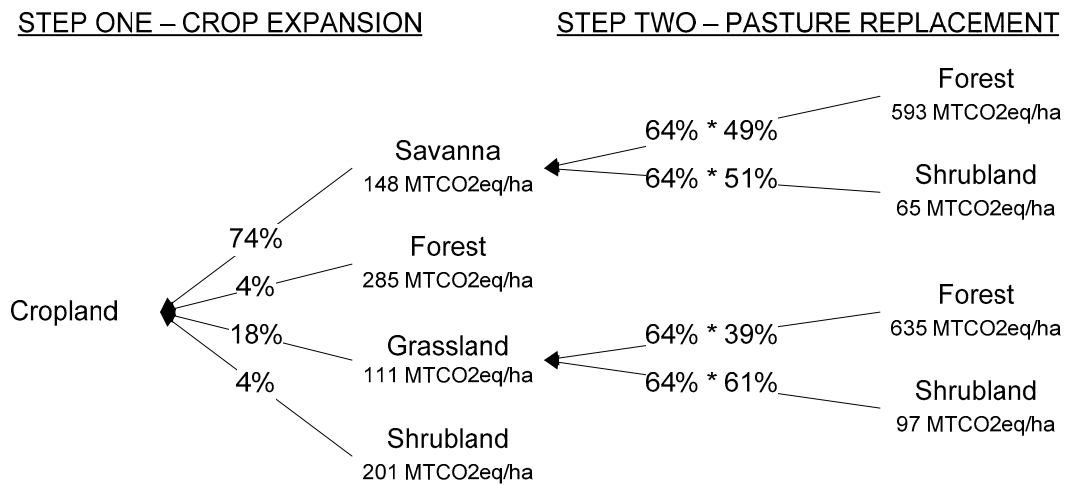 STEP ONE – CROP EXPANSION
STEP TWO – PASTURE REPLACEMENT
Forest
593 MTCO2eq/ha
64% * 49%
Savanna
148 MTCO2eq/ha
64% * 51%
Shrubland
65 MTCO2eq/ha
74%
Forest
285 MTCO2eq/ha
4%
Cropland
Forest
635 MTCO2eq/ha
18%
64% * 39%
Grassland
111 MTCO2eq/ha
4%
64% * 61%
Shrubland
97 MTCO2eq/ha
Shrubland
201 MTCO2eq/ha